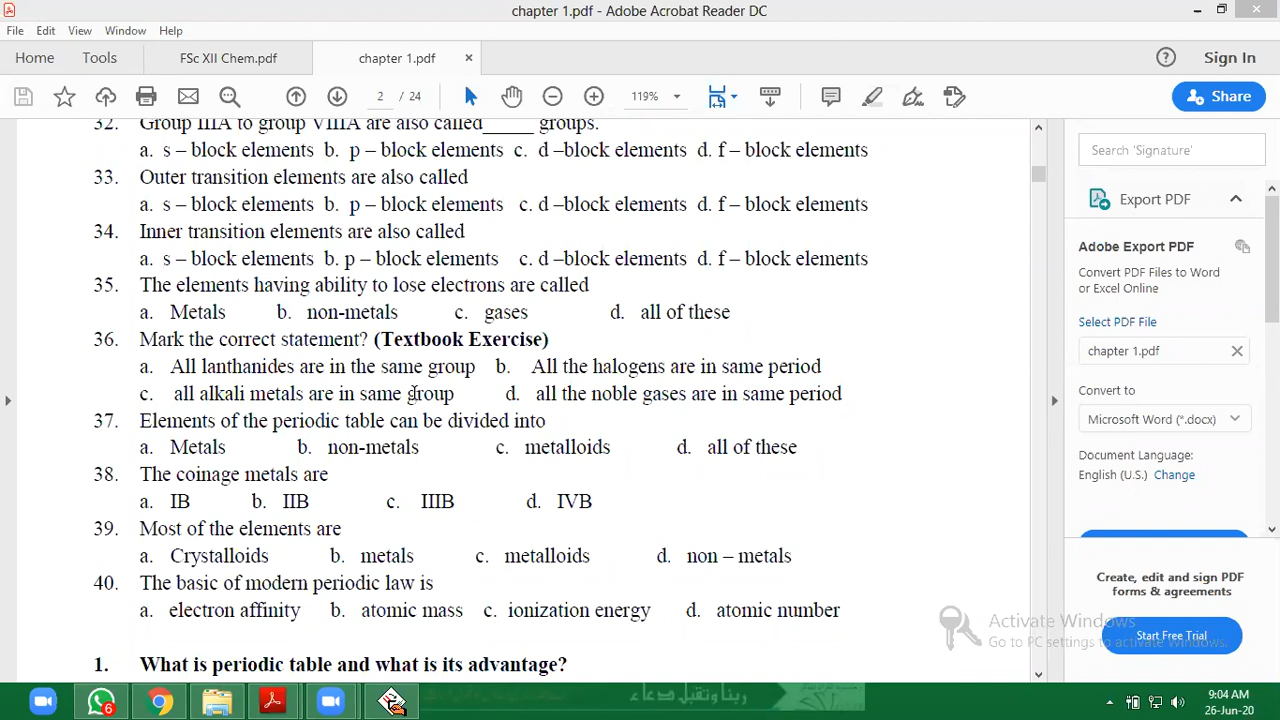 chapter 1.pdf - Adobe Acrobat Reader DC
File Edit View Window Help
Home Tools FSc XII Chem.pdf chapter 1.pdf × Sign In
2 / 24 119% Share
32. Group IIIA to group VIIIA are also called_____ groups.
a. s – block elements b. p – block elements c. d –block elements d. f – block elements
33. Outer transition elements are also called
a. s – block elements b. p – block elements c. d –block elements d. f – block elements
34. Inner transition elements are also called
a. s – block elements b. p – block elements c. d –block elements d. f – block elements
35. The elements having ability to lose electrons are called
a. Metals b. non-metals c. gases d. all of these
36. Mark the correct statement? (Textbook Exercise)
a. All lanthanides are in the same group b. All the halogens are in same period
c. all alkali metals are in same group d. all the noble gases are in same period
37. Elements of the periodic table can be divided into
a. Metals b. non-metals c. metalloids d. all of these
38. The coinage metals are
a. IB b. IIB c. IIIB d. IVB
39. Most of the elements are
a. Crystalloids b. metals c. metalloids d. non – metals
40. The basic of modern periodic law is
a. electron affinity b. atomic mass c. ionization energy d. atomic number
1. What is periodic table and what is its advantage?
Search 'Signature'
Export PDF
Adobe Export PDF
Convert PDF Files to Word
or Excel Online
Select PDF File
chapter 1.pdf
Convert to
Microsoft Word (*.docx)
Document Language:
English (U.S.) Change
Create, edit and sign PDF
forms & agreements
Start Free Trial
Activate Windows
Go to PC settings to activate Windows.
6
ربنا وتقبل دعاء
9:04 AM
26-Jun-20